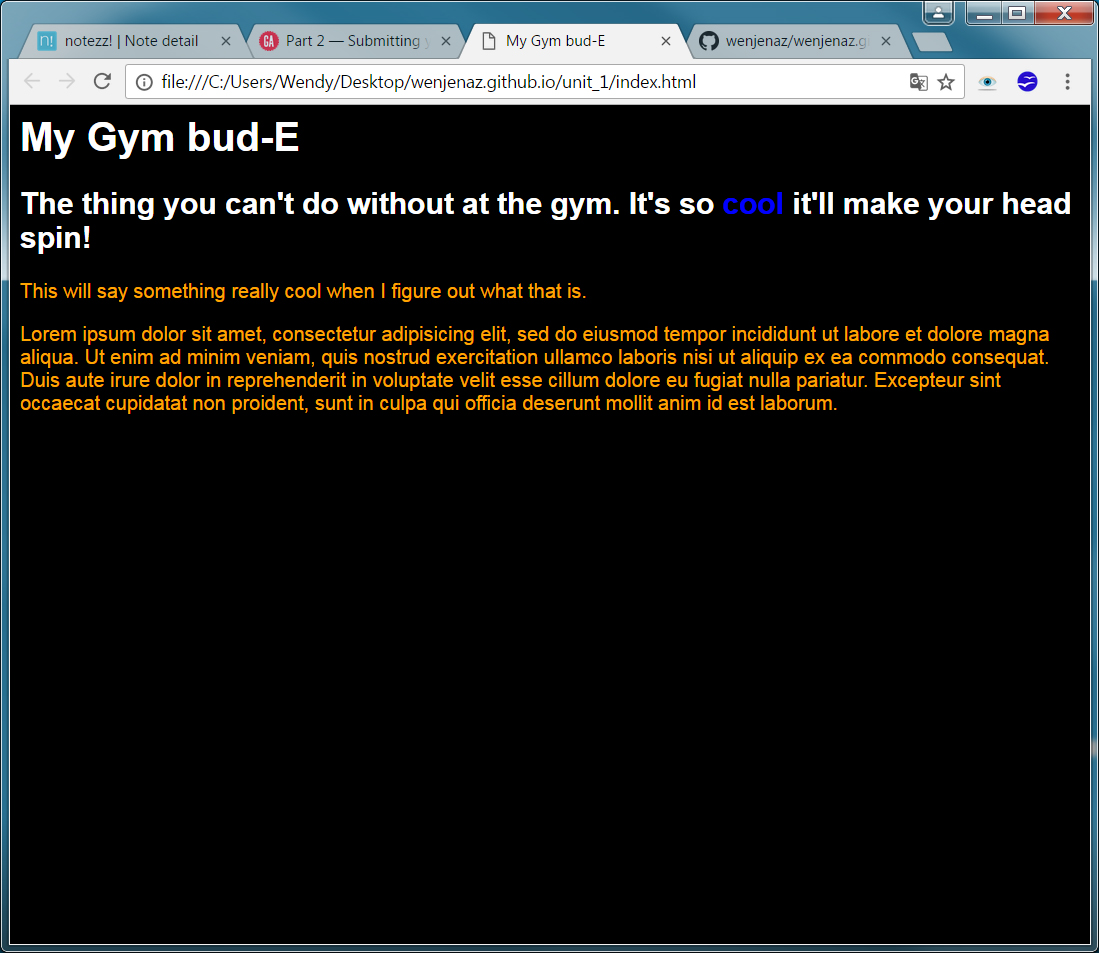 n! notezz! | Note detail
GA Part 2 — Submitting
My Gym bud-E
wenjenaz/wenjenaz.g
file:///C:/Users/Wendy/Desktop/wenjenaz.github.io/unit_1/index.html
My Gym bud-E
The thing you can't do without at the gym. It's so cool it'll make your head
spin!
This will say something really cool when I figure out what that is.
Lorem ipsum dolor sit amet, consectetur adipisicing elit, sed do eiusmod tempor incididunt ut labore et dolore magna
aliqua. Ut enim ad minim veniam, quis nostrud exercitation ullamco laboris nisi ut aliquip ex ea commodo consequat.
Duis aute irure dolor in reprehenderit in voluptate velit esse cillum dolore eu fugiat nulla pariatur. Excepteur sint
occaecat cupidatat non proident, sunt in culpa qui officia deserunt mollit anim id est laborum.